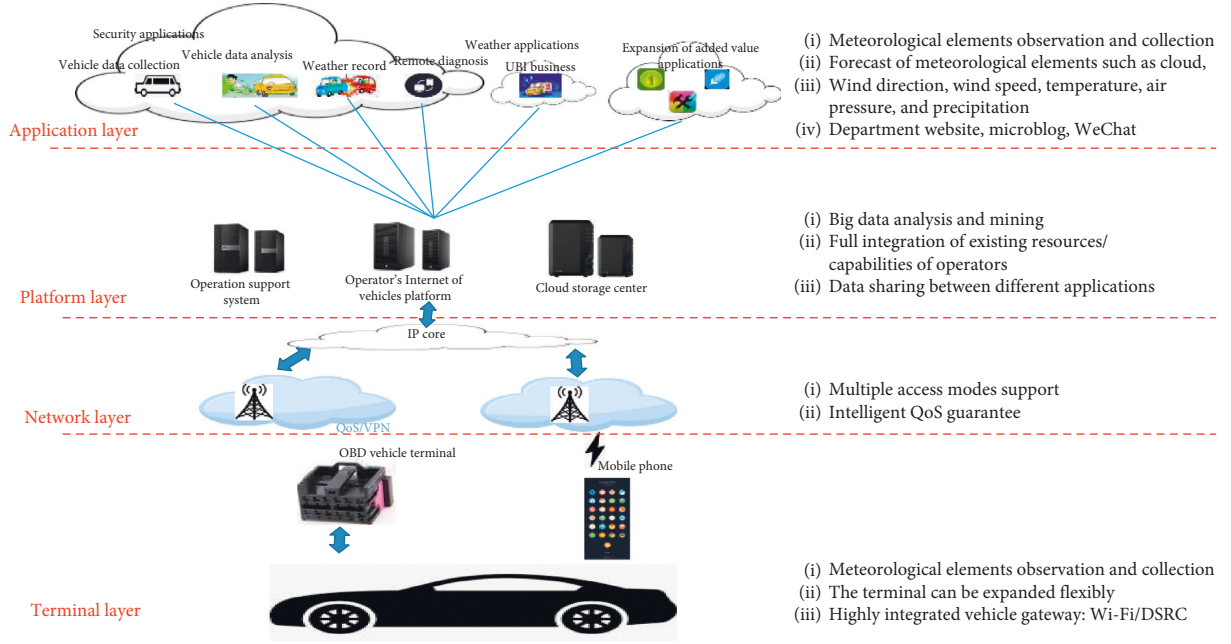 Security applications
Vehicle data collection
Vehicle data analysis
Weather record
Remote diagnosis
Weather applications
UBI business
Expansion of added value
applications
Application layer
(i) Meteorological elements observation and collection
(ii) Forecast of meteorological elements such as cloud,
(iii) Wind direction, wind speed, temperature, air
pressure, and precipitation
(iv) Department website, microblog, WeChat
Operation support
system
Operator's Internet of
vehicles platform
Cloud storage center
Platform layer
(i) Big data analysis and mining
(ii) Full integration of existing resources/
capabilities of operators
(iii) Data sharing between different applications
IP core
QoS/VPN
Network layer
(i) Multiple access modes support
(ii) Intelligent QoS guarantee
OBD vehicle terminal
Mobile phone
Terminal layer
(i) Meteorological elements observation and collection
(ii) The terminal can be expanded flexibly
(iii) Highly integrated vehicle gateway: Wi-Fi/DSRC